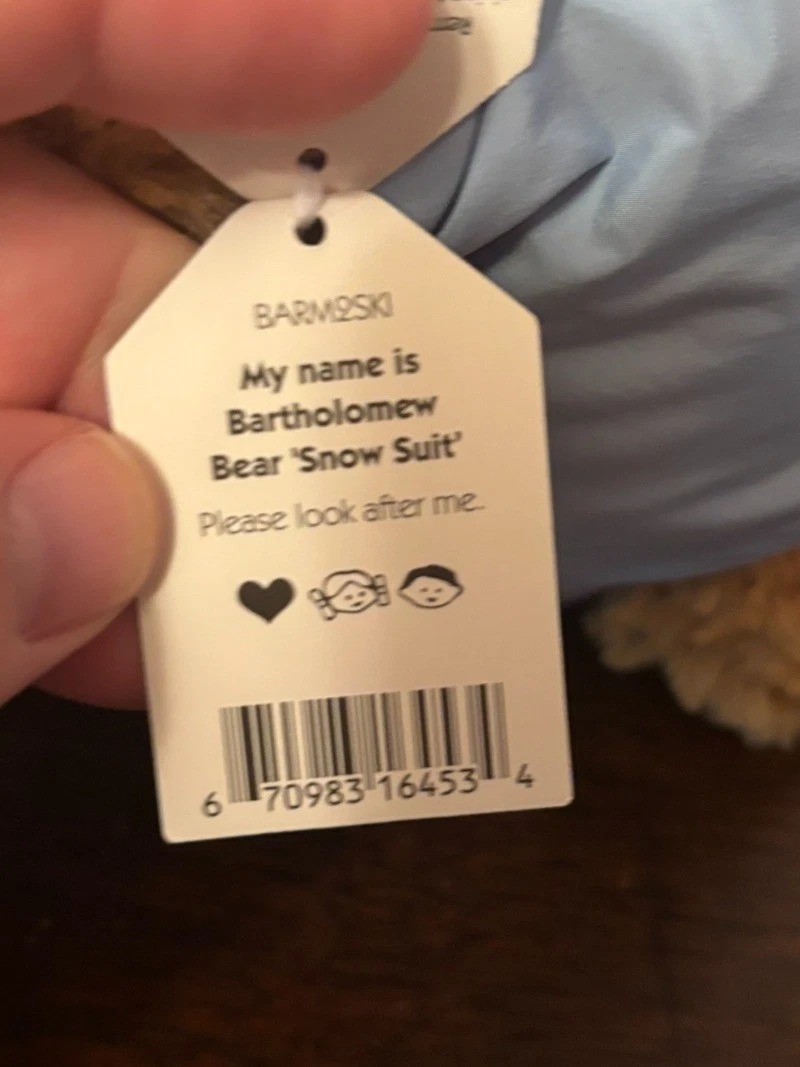 BARM2SKI
My name is
Bartholomew
Bear 'Snow Suit'
Please look after me.
6 70983 16453 4